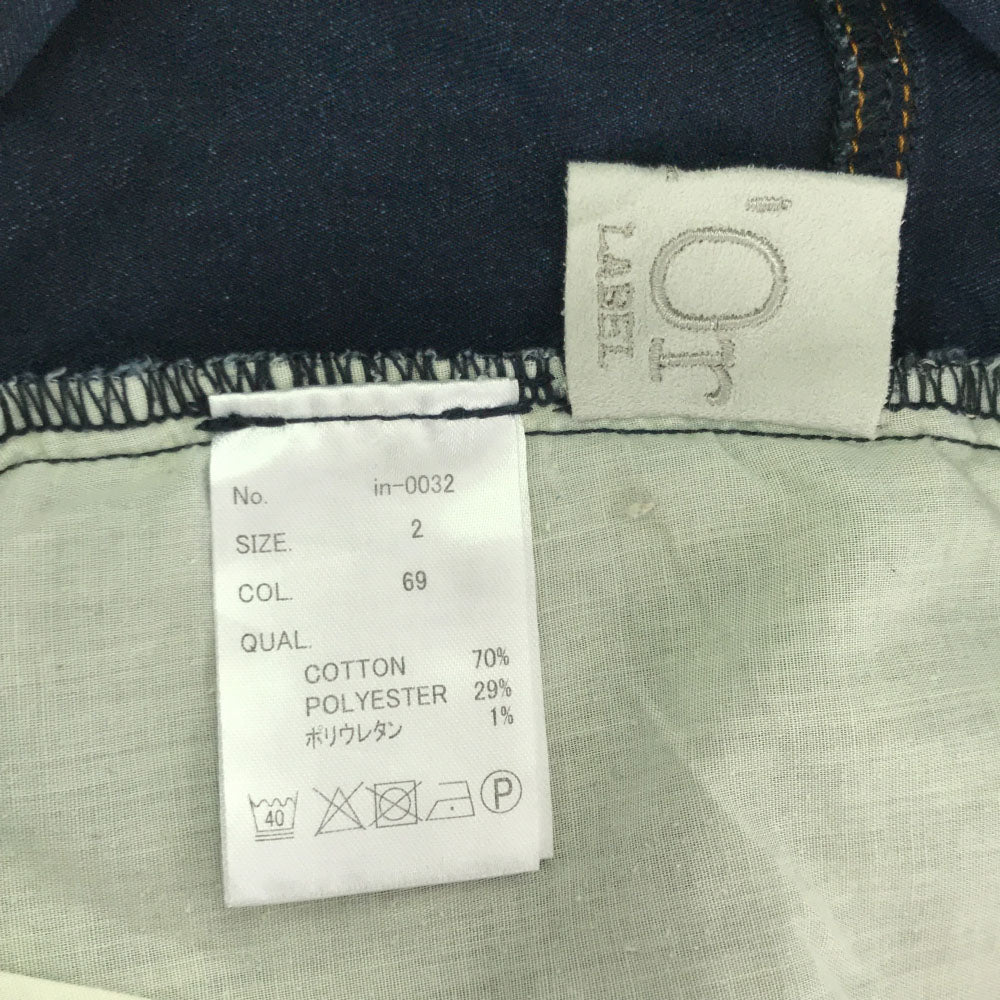 No. in-0032
SIZE. 2
COL. 69
QUAL.
COTTON 70%
POLYESTER 29%
ポリウレタン 1%
40
P
LABEL